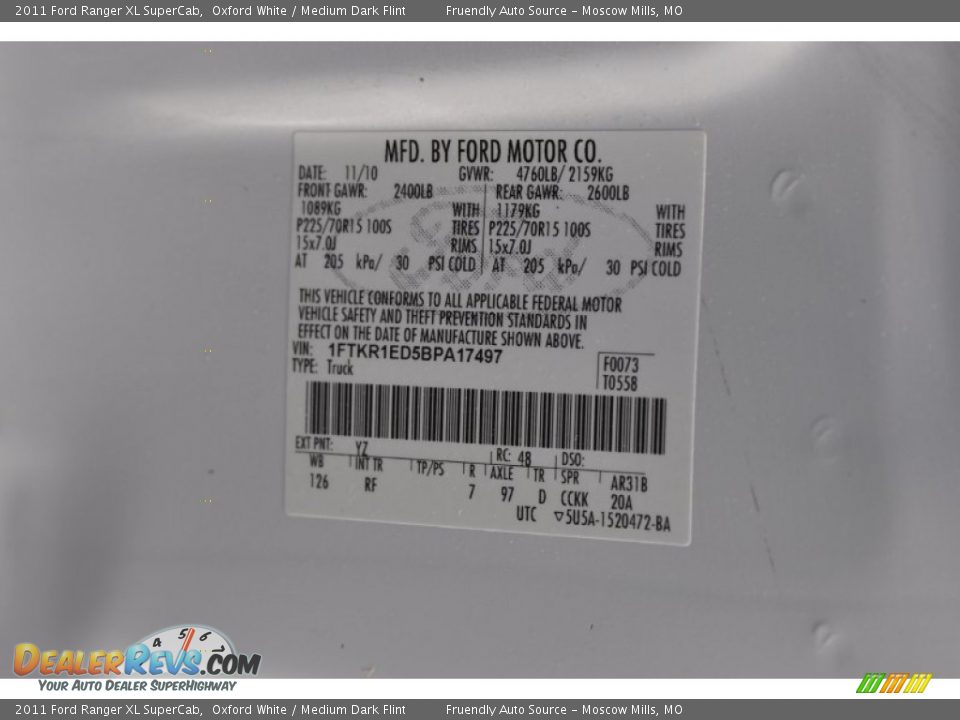 2011 Ford Ranger XL SuperCab, Oxford White / Medium Dark Flint Fruendly Auto Source - Moscow Mills, MO
MFD. BY FORD MOTOR CO.
DATE: 11/10 GVWR: 4760LB/ 2159KG
FRONT GAWR: 2400LB REAR GAWR: 2600LB
1089KG WITH 1179KG WITH
P225/70R15 100S TIRES P225/70R15 100S TIRES
15x7.0J RIMS 15x7.0J RIMS
AT 205 kPa/ 30 PSI COLD AT 205 kPa/ 30 PSI COLD
THIS VEHICLE CONFORMS TO ALL APPLICABLE FEDERAL MOTOR
VEHICLE SAFETY AND THEFT PREVENTION STANDARDS IN
EFFECT ON THE DATE OF MANUFACTURE SHOWN ABOVE.
VIN: 1FTKR1ED5BPA17497
TYPE: Truck
F0073
T0558
EXT PNT: YZ RC: 48 DSO:
WB INT TR TP/PS R AXLE TR SPR AR31B
126 RF 7 97 D CCKK 20A
UTC ▽5U5A-1520472-BA
4 5 6 7
DEALERREVS.COM
YOUR AUTO DEALER SUPERHIGHWAY
2011 Ford Ranger XL SuperCab, Oxford White / Medium Dark Flint Fruendly Auto Source - Moscow Mills, MO